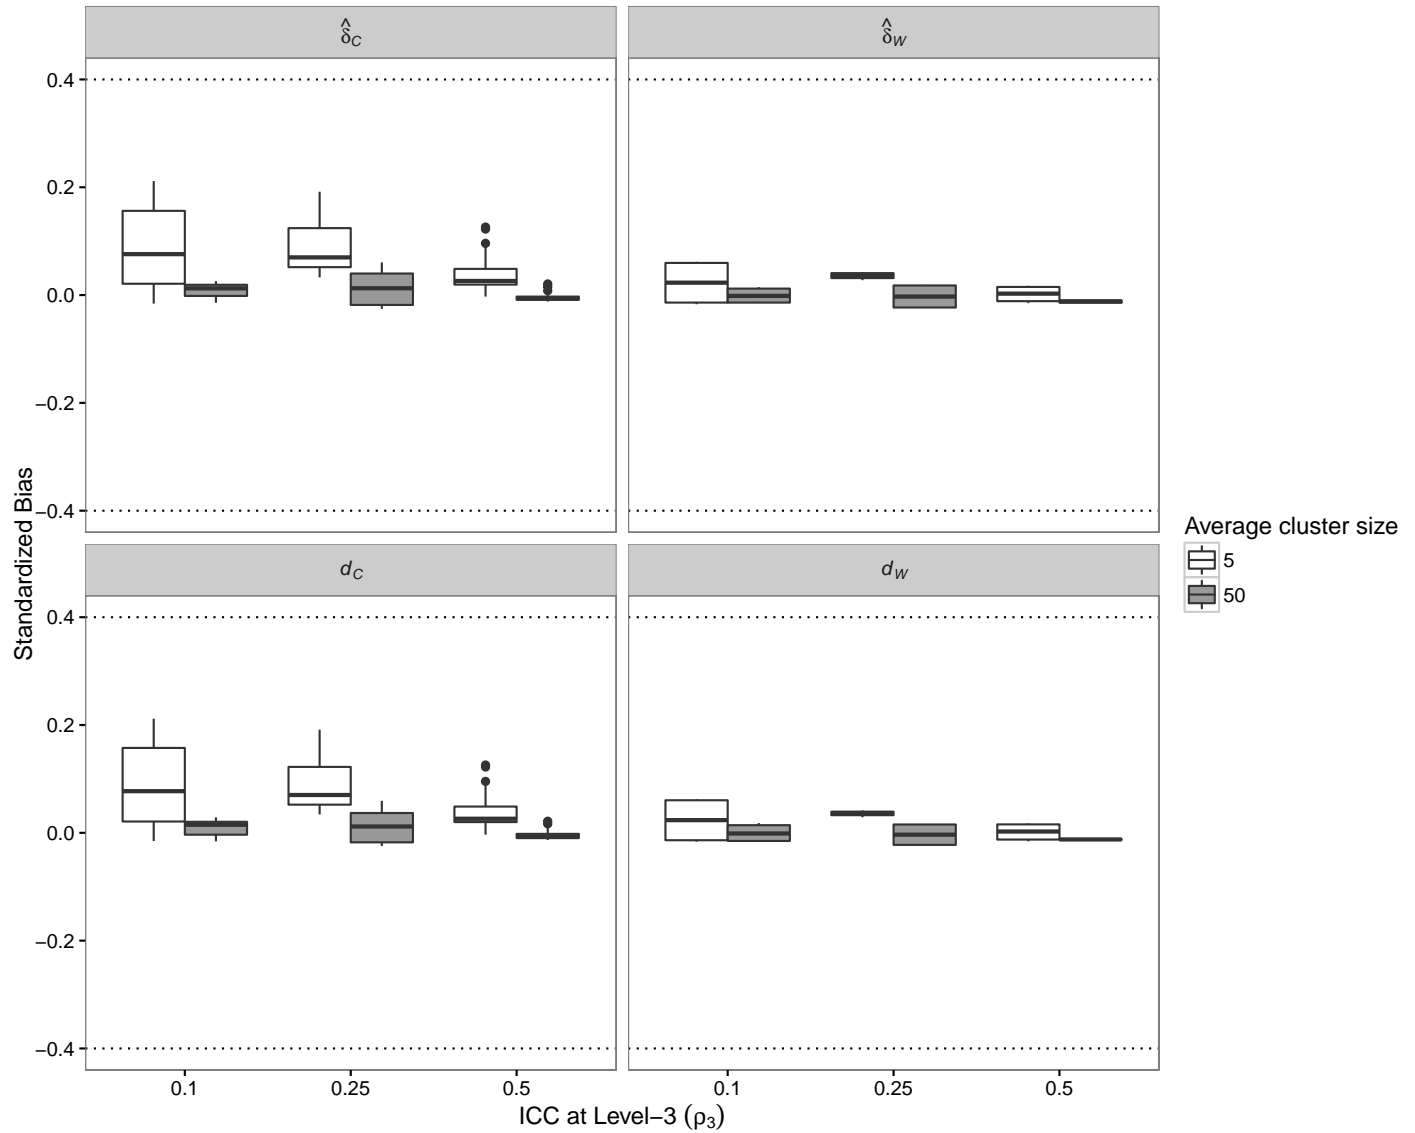 δ̂C δ̂W
0.4
0.2
0.0
−0.2
−0.4
dC dW
0.4
0.2
0.0
−0.2
−0.4
0.1 0.25 0.5 0.1 0.25 0.5
Standardized Bias
ICC at Level−3 (ρ3)
Average cluster size
5
50